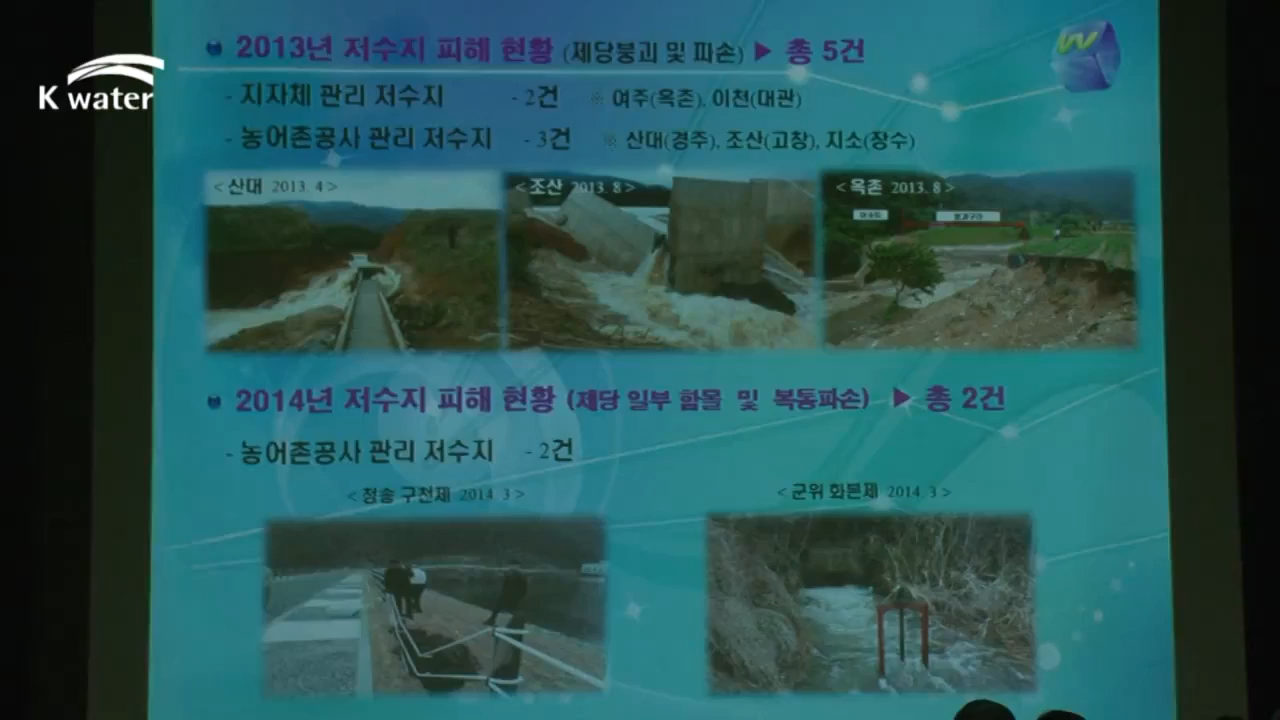 K water
2013년 저수지 피해 현황 (제당붕괴 및 파손) ▶ 총 5건
- 지자체 관리 저수지 - 2건 ※ 여주(옥촌), 이천(대관)
- 농어촌공사 관리 저수지 - 3건 ※ 산대(경주), 조산(고창), 지소(장수)
< 산대 2013. 4 >
< 조산 2013. 8 >
< 옥촌 2013. 8 >
2014년 저수지 피해 현황 (제당 일부 함몰 및 복통파손) ▶ 총 2건
- 농어촌공사 관리 저수지 - 2건
< 청송 구천제 2014. 3 >
< 군위 화본제 2014. 3 >